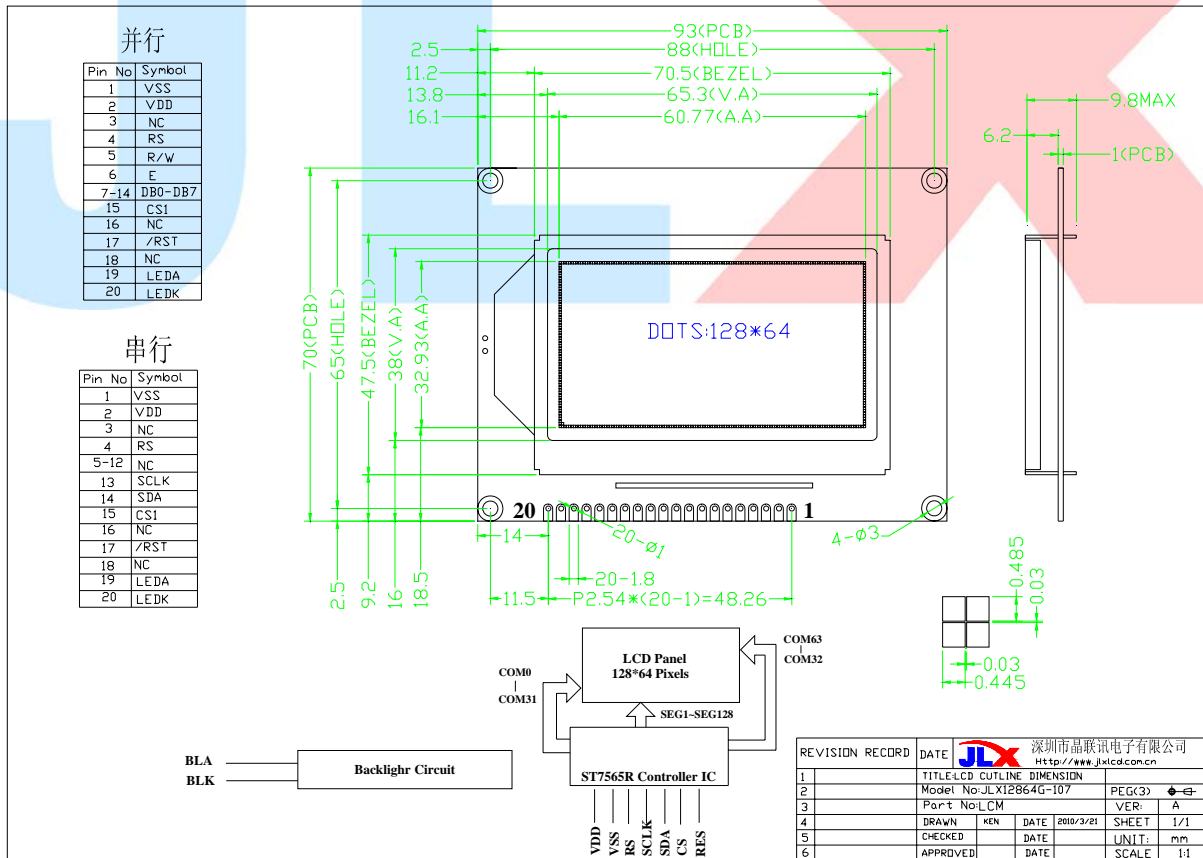 并行
Pin No Symbol
1 VSS
2 VDD
3 NC
4 RS
5 R/W
6 E
7-14 DB0-DB7
15 CS1
16 NC
17 /RST
18 NC
19 LEDA
20 LEDK
串行
Pin No Symbol
1 VSS
2 VDD
3 NC
4 RS
5-12 NC
13 SCLK
14 SDA
15 CS1
16 NC
17 /RST
18 NC
19 LEDA
20 LEDK
93(PCB)
2.5 88(HOLE)
11.2 70.5(BEZEL)
13.8 65.3(V.A)
16.1 60.77(A.A)
9.8MAX
6.2
1(PCB)
70(PCB)
65(HOLE)
47.5(BEZEL)
38(V.A)
32.93(A.A)
DOTS:128*64
20 1
14
20-ø1
4-ø3
20-1.8
11.5 P2.54*(20-1)=48.26
2.5
9.2
16
18.5
0.485
0.03
0.03
0.445
LCD Panel
128*64 Pixels
COM0
COM31
COM63
COM32
SEG1~SEG128
ST7565R Controller IC
VDD
VSS
RS
SCLK
SDA
CS
RES
BLA
BLK
Backlighr Circuit
REVISION RECORD DATE JLX 深圳市晶联讯电子有限公司
Http://www.jlxlcd.com.cn
1 TITLE:LCD CUTLINE DIMENSION
2 Model No:JLX12864G-107 PEG(3)
3 Part No:LCM VER: A
4 DRAWN KEN DATE 2010/3/21 SHEET 1/1
5 CHECKED DATE UNIT: mm
6 APPROVED DATE SCALE 1:1